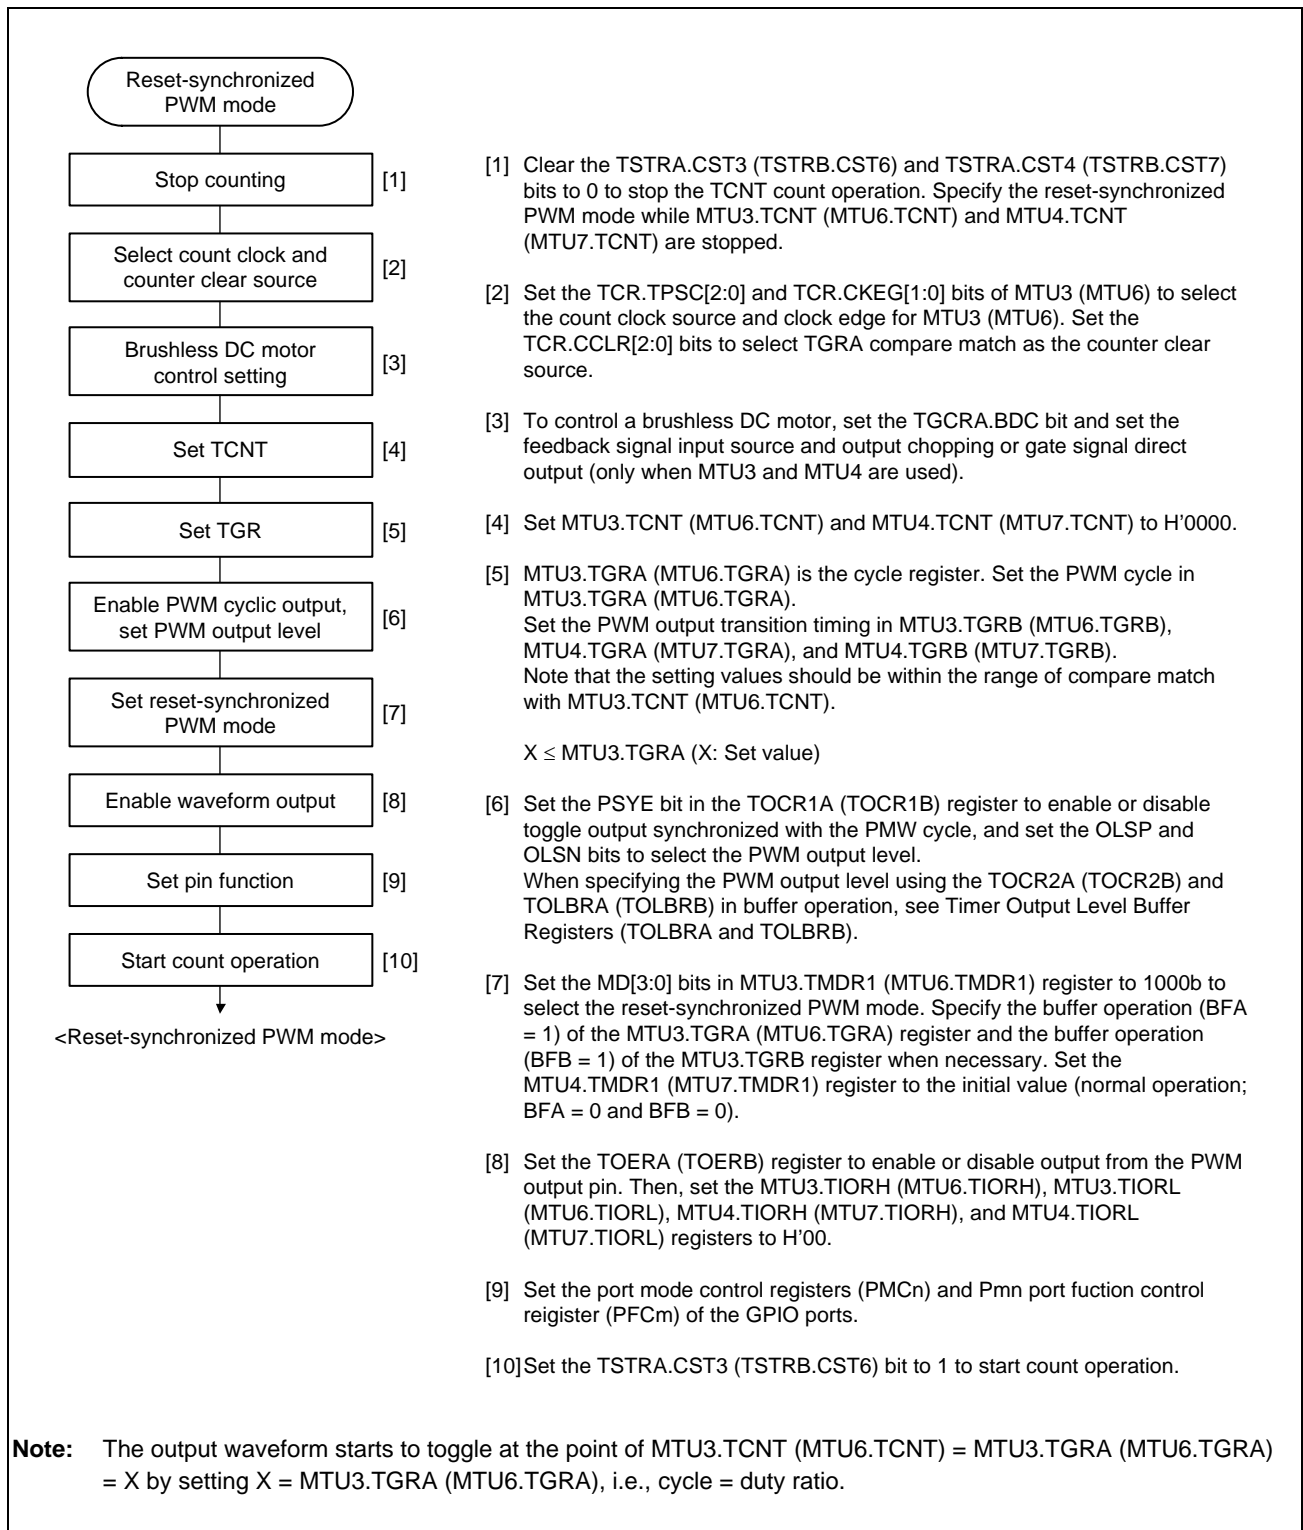 Reset-synchronized
PWM mode
Stop counting
[1]
Select count clock and
counter clear source
[2]
Brushless DC motor
control setting
[3]
Set TCNT
[4]
Set TGR
[5]
Enable PWM cyclic output,
set PWM output level
[6]
Set reset-synchronized
PWM mode
[7]
Enable waveform output
[8]
Set pin function
[9]
Start count operation
[10]
<Reset-synchronized PWM mode>
[1] Clear the TSTRA.CST3 (TSTRB.CST6) and TSTRA.CST4 (TSTRB.CST7)
bits to 0 to stop the TCNT count operation. Specify the reset-synchronized
PWM mode while MTU3.TCNT (MTU6.TCNT) and MTU4.TCNT
(MTU7.TCNT) are stopped.
[2] Set the TCR.TPSC[2:0] and TCR.CKEG[1:0] bits of MTU3 (MTU6) to select
the count clock source and clock edge for MTU3 (MTU6). Set the
TCR.CCLR[2:0] bits to select TGRA compare match as the counter clear
source.
[3] To control a brushless DC motor, set the TGCRA.BDC bit and set the
feedback signal input source and output chopping or gate signal direct
output (only when MTU3 and MTU4 are used).
[4] Set MTU3.TCNT (MTU6.TCNT) and MTU4.TCNT (MTU7.TCNT) to H'0000.
[5] MTU3.TGRA (MTU6.TGRA) is the cycle register. Set the PWM cycle in
MTU3.TGRA (MTU6.TGRA).
Set the PWM output transition timing in MTU3.TGRB (MTU6.TGRB),
MTU4.TGRA (MTU7.TGRA), and MTU4.TGRB (MTU7.TGRB).
Note that the setting values should be within the range of compare match
with MTU3.TCNT (MTU6.TCNT).
X ≤ MTU3.TGRA (X: Set value)
[6] Set the PSYE bit in the TOCR1A (TOCR1B) register to enable or disable
toggle output synchronized with the PMW cycle, and set the OLSP and
OLSN bits to select the PWM output level.
When specifying the PWM output level using the TOCR2A (TOCR2B) and
TOLBRA (TOLBRB) in buffer operation, see Timer Output Level Buffer
Registers (TOLBRA and TOLBRB).
[7] Set the MD[3:0] bits in MTU3.TMDR1 (MTU6.TMDR1) register to 1000b to
select the reset-synchronized PWM mode. Specify the buffer operation (BFA
= 1) of the MTU3.TGRA (MTU6.TGRA) register and the buffer operation
(BFB = 1) of the MTU3.TGRB register when necessary. Set the
MTU4.TMDR1 (MTU7.TMDR1) register to the initial value (normal operation;
BFA = 0 and BFB = 0).
[8] Set the TOERA (TOERB) register to enable or disable output from the PWM
output pin. Then, set the MTU3.TIORH (MTU6.TIORH), MTU3.TIORL
(MTU6.TIORL), MTU4.TIORH (MTU7.TIORH), and MTU4.TIORL
(MTU7.TIORL) registers to H'00.
[9] Set the port mode control registers (PMCn) and Pmn port fuction control
reigister (PFCm) of the GPIO ports.
[10] Set the TSTRA.CST3 (TSTRB.CST6) bit to 1 to start count operation.
Note: The output waveform starts to toggle at the point of MTU3.TCNT (MTU6.TCNT) = MTU3.TGRA (MTU6.TGRA)
= X by setting X = MTU3.TGRA (MTU6.TGRA), i.e., cycle = duty ratio.